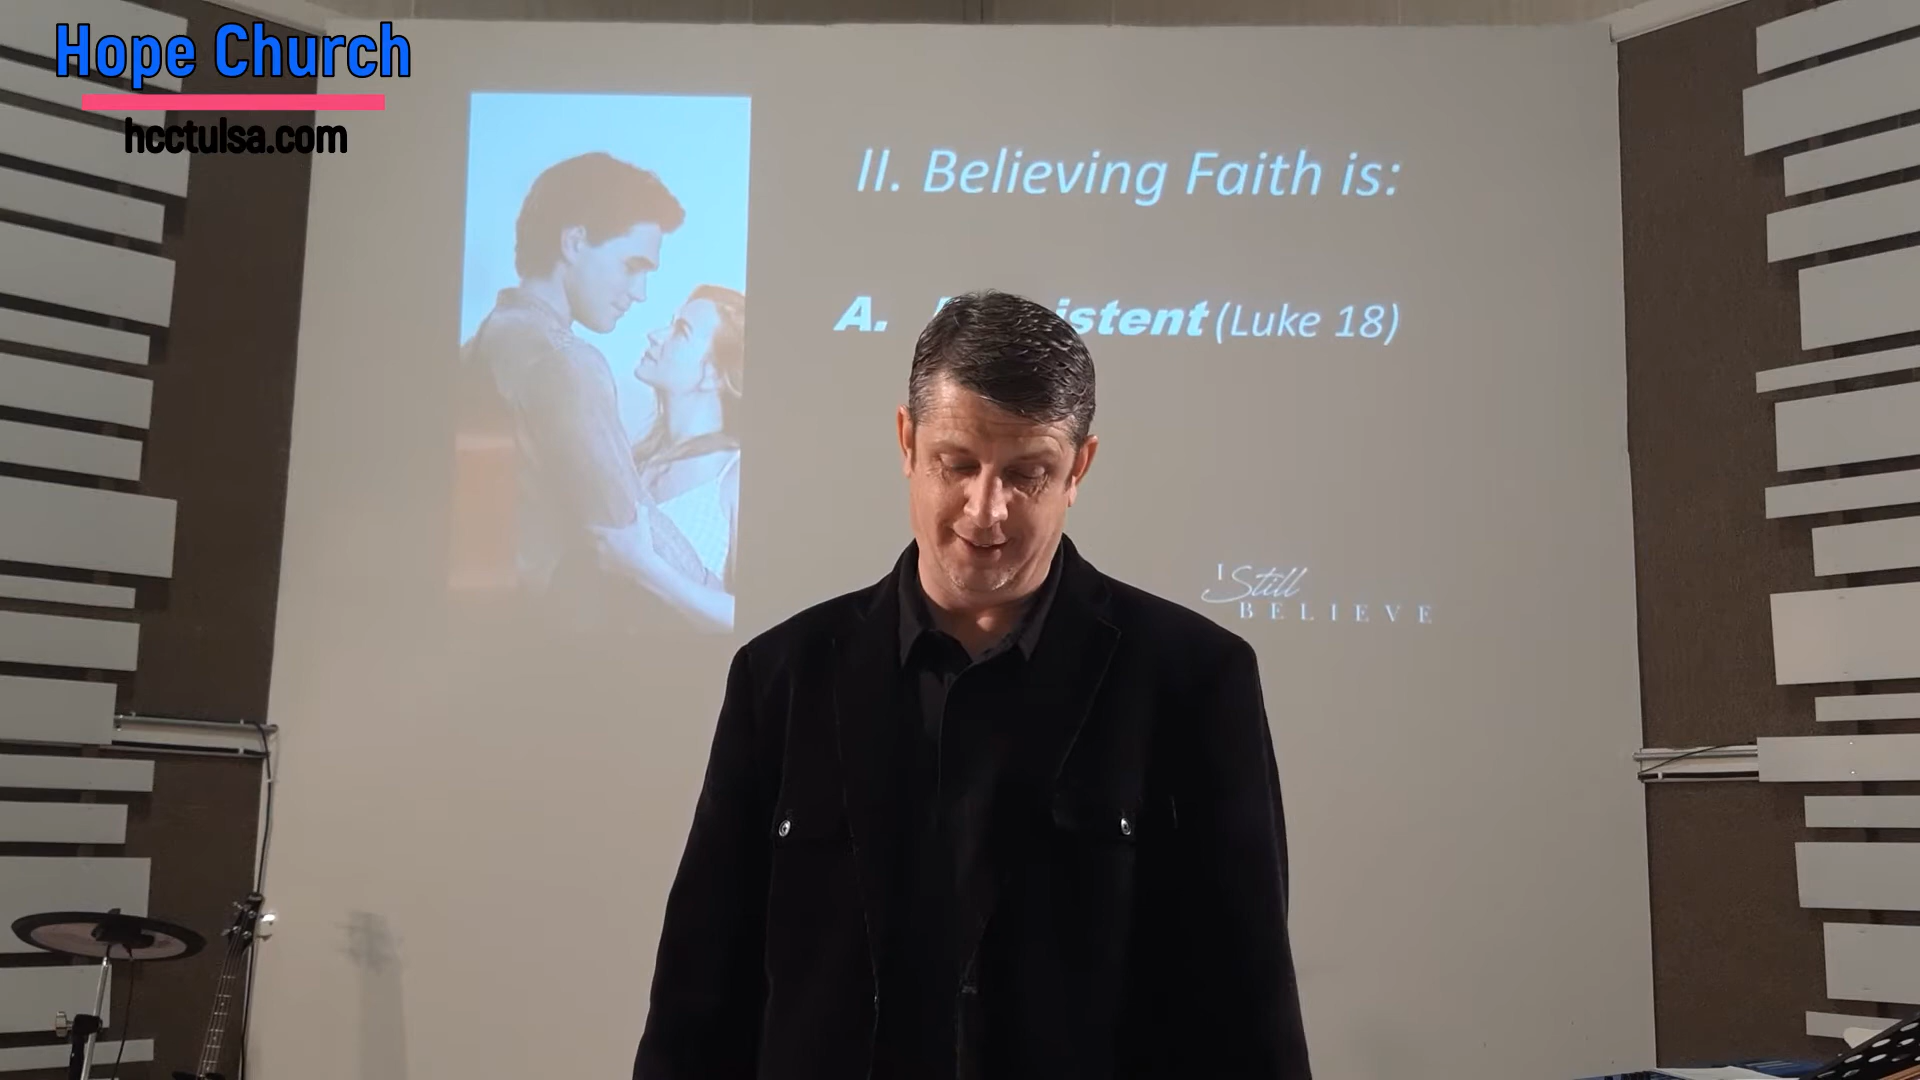 Hope Church
hcctulsa.com
II. Believing Faith is:
A. istent (Luke 18)
I Still
BELIEVE